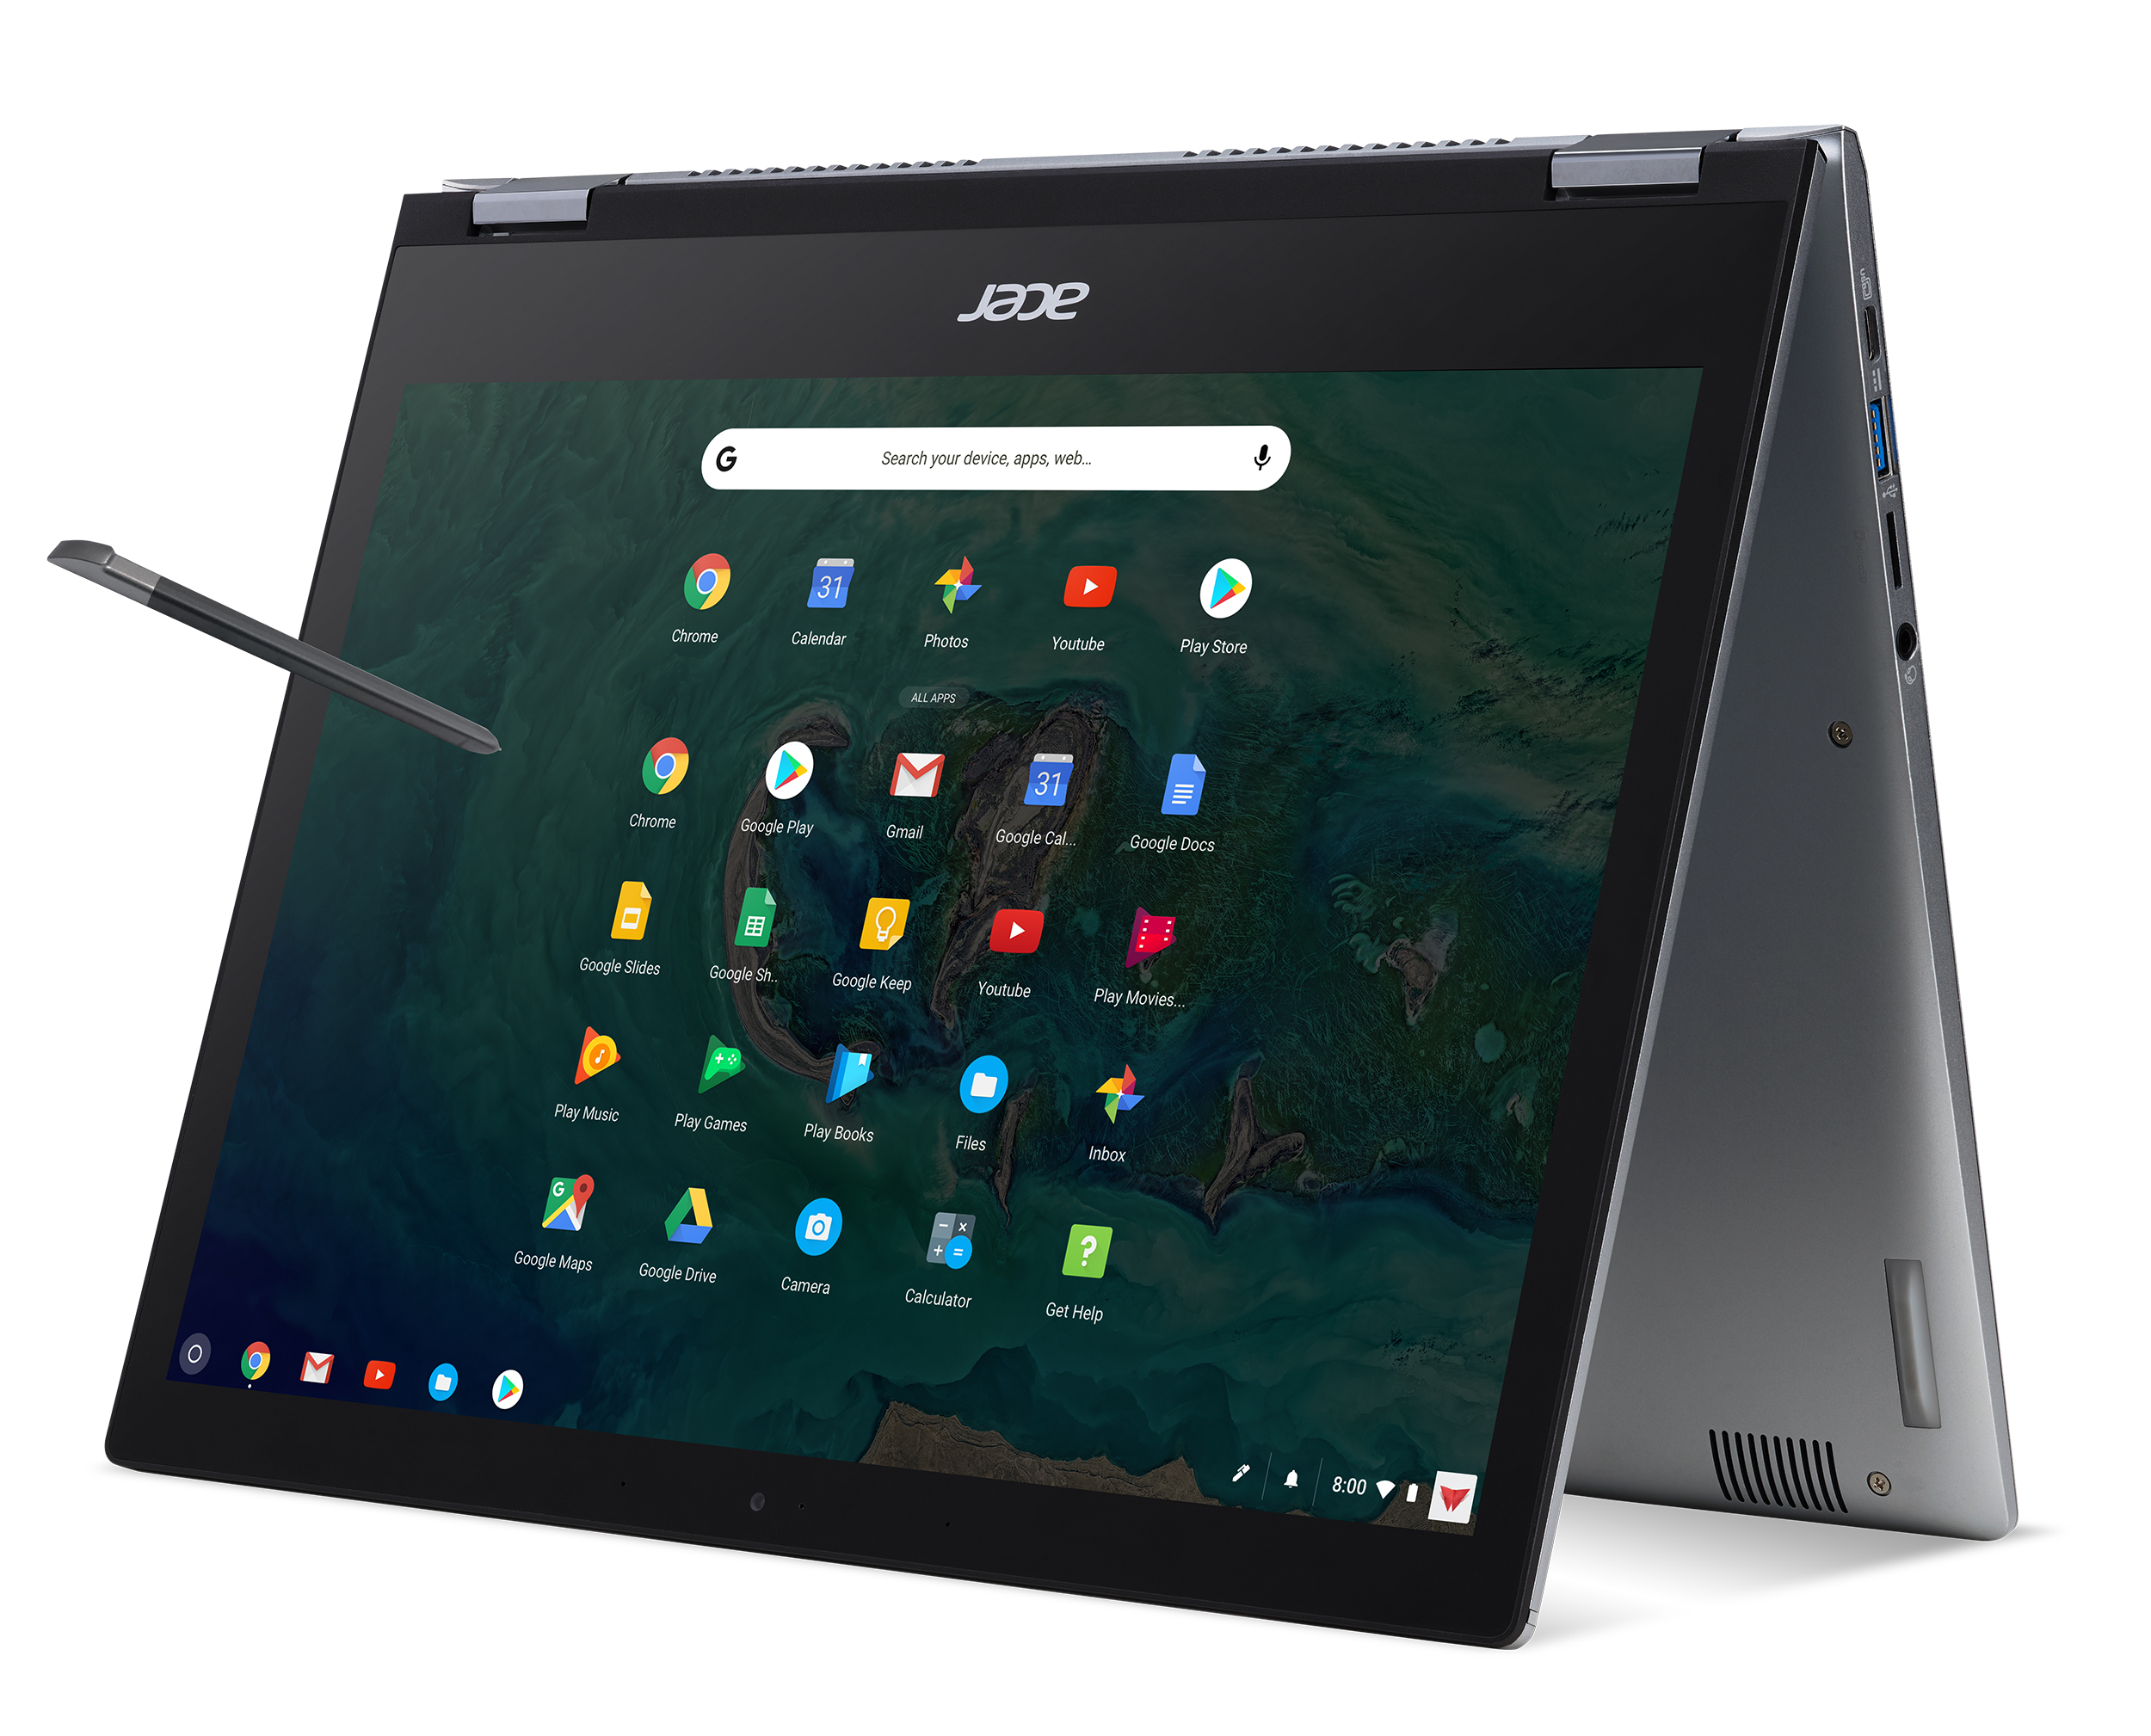 acer
Search your device, apps, web...
Chrome Calendar Photos Youtube Play Store
31
ALL APPS
Chrome Google Play Gmail Google Cal... Google Docs
31
Google Slides Google Sh.. Google Keep Youtube Play Movies...
Play Music Play Games Play Books Files Inbox
Google Maps Google Drive Camera Calculator Get Help
8:00